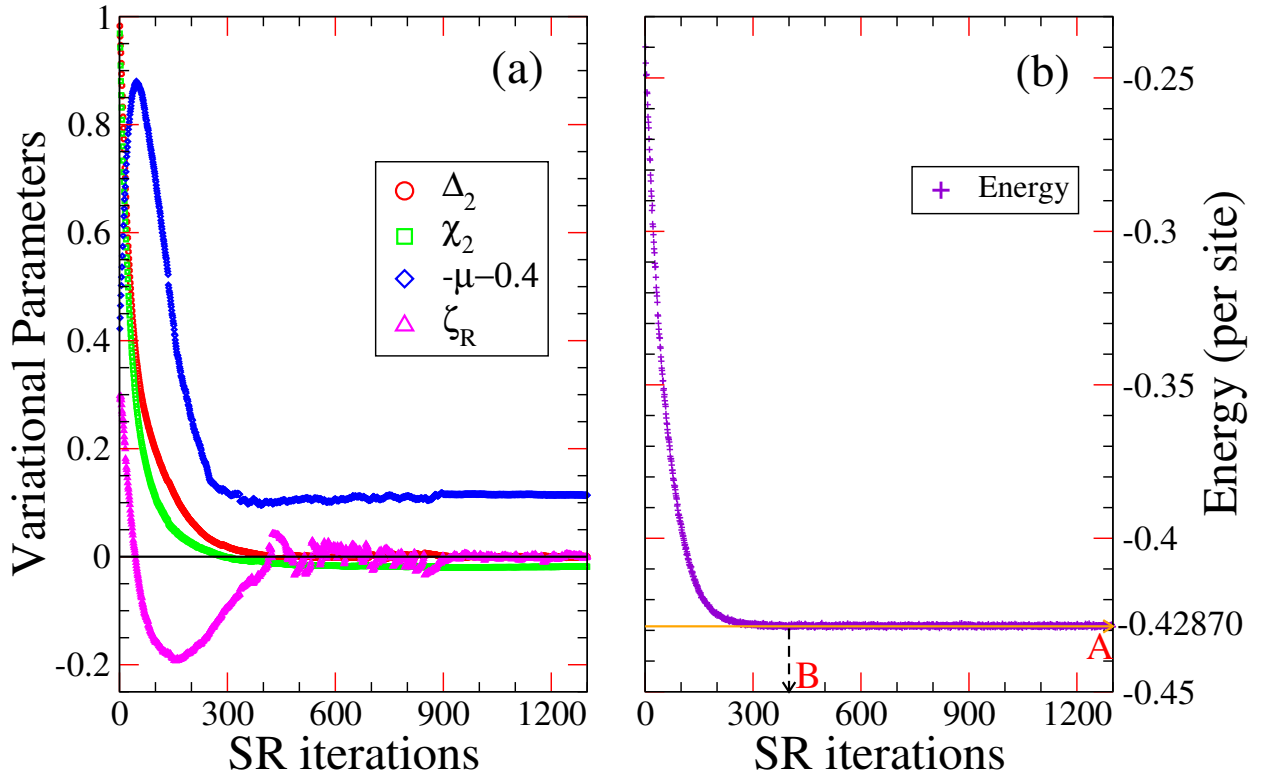 Variational Parameters
1
0.8
0.6
0.4
0.2
0
-0.2
(a)
Δ₂
χ₂
-μ−0.4
ζ_R
0 300 600 900 1200
SR iterations
(b)
Energy
-0.25
-0.3
-0.35
-0.4
-0.42870
-0.45
A
B
0 300 600 900 1200
SR iterations
Energy (per site)